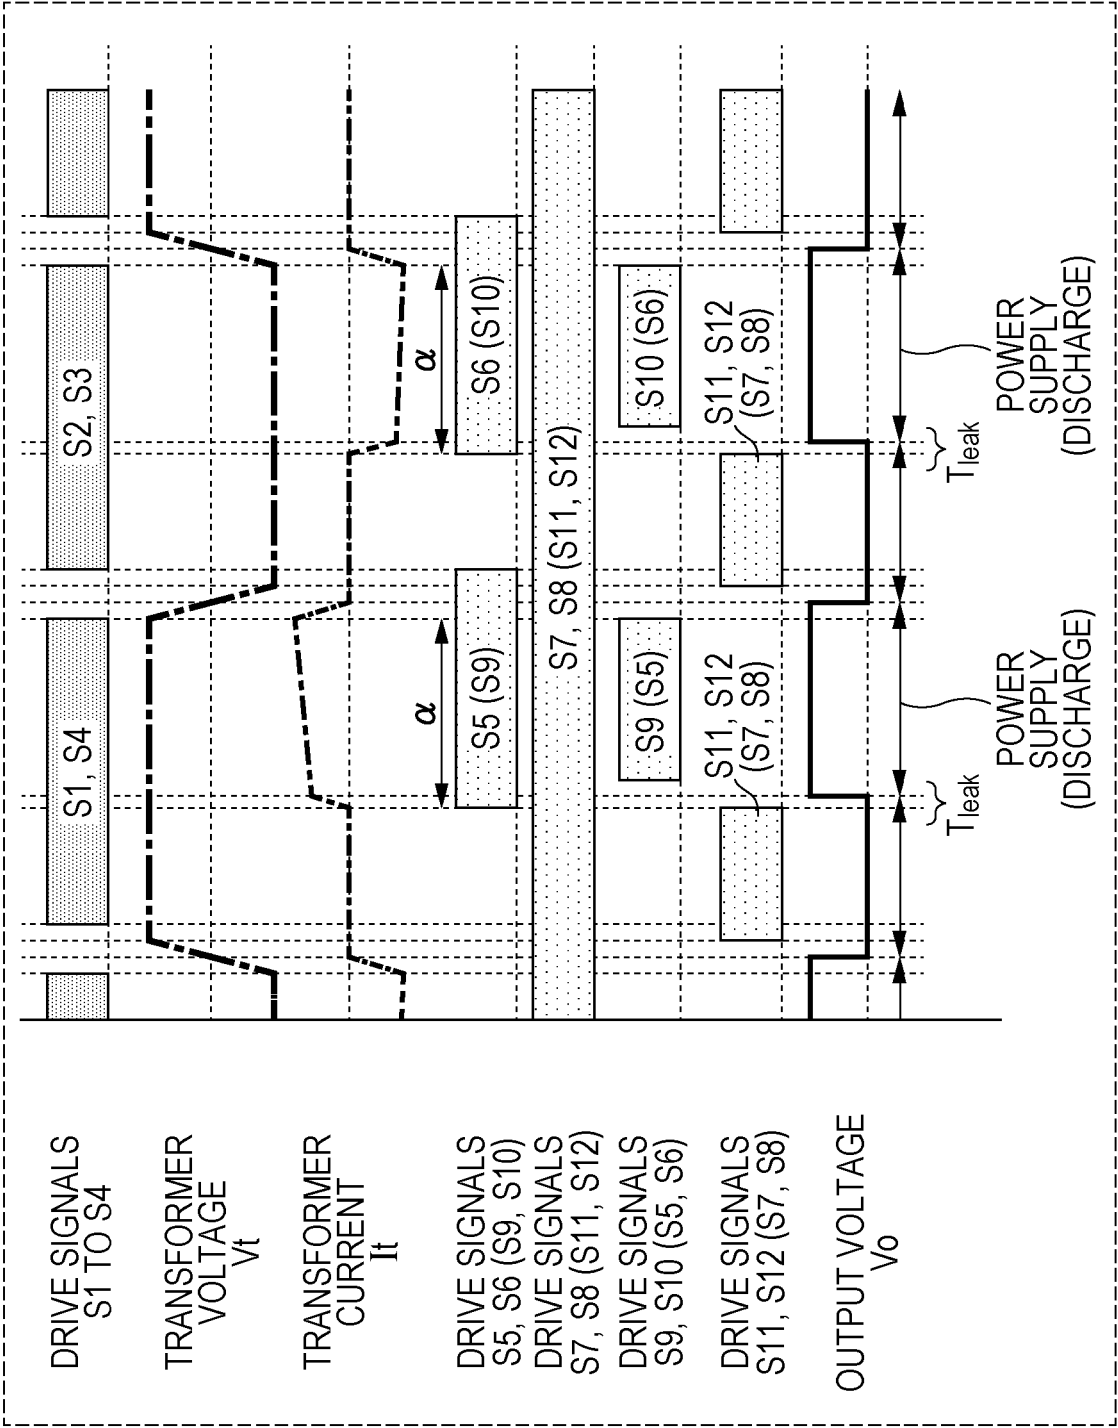 DRIVE SIGNALS
S1 TO S4
S1, S4
S2, S3
TRANSFORMER
VOLTAGE
Vt
TRANSFORMER
CURRENT
It
α
α
DRIVE SIGNALS
S5, S6 (S9, S10)
S5 (S9)
S6 (S10)
DRIVE SIGNALS
S7, S8 (S11, S12)
S7, S8 (S11, S12)
DRIVE SIGNALS
S9, S10 (S5, S6)
S9 (S5)
S10 (S6)
DRIVE SIGNALS
S11, S12 (S7, S8)
S11, S12
(S7, S8)
S11, S12
(S7, S8)
OUTPUT VOLTAGE
Vo
Tleak
Tleak
POWER
SUPPLY
(DISCHARGE)
POWER
SUPPLY
(DISCHARGE)